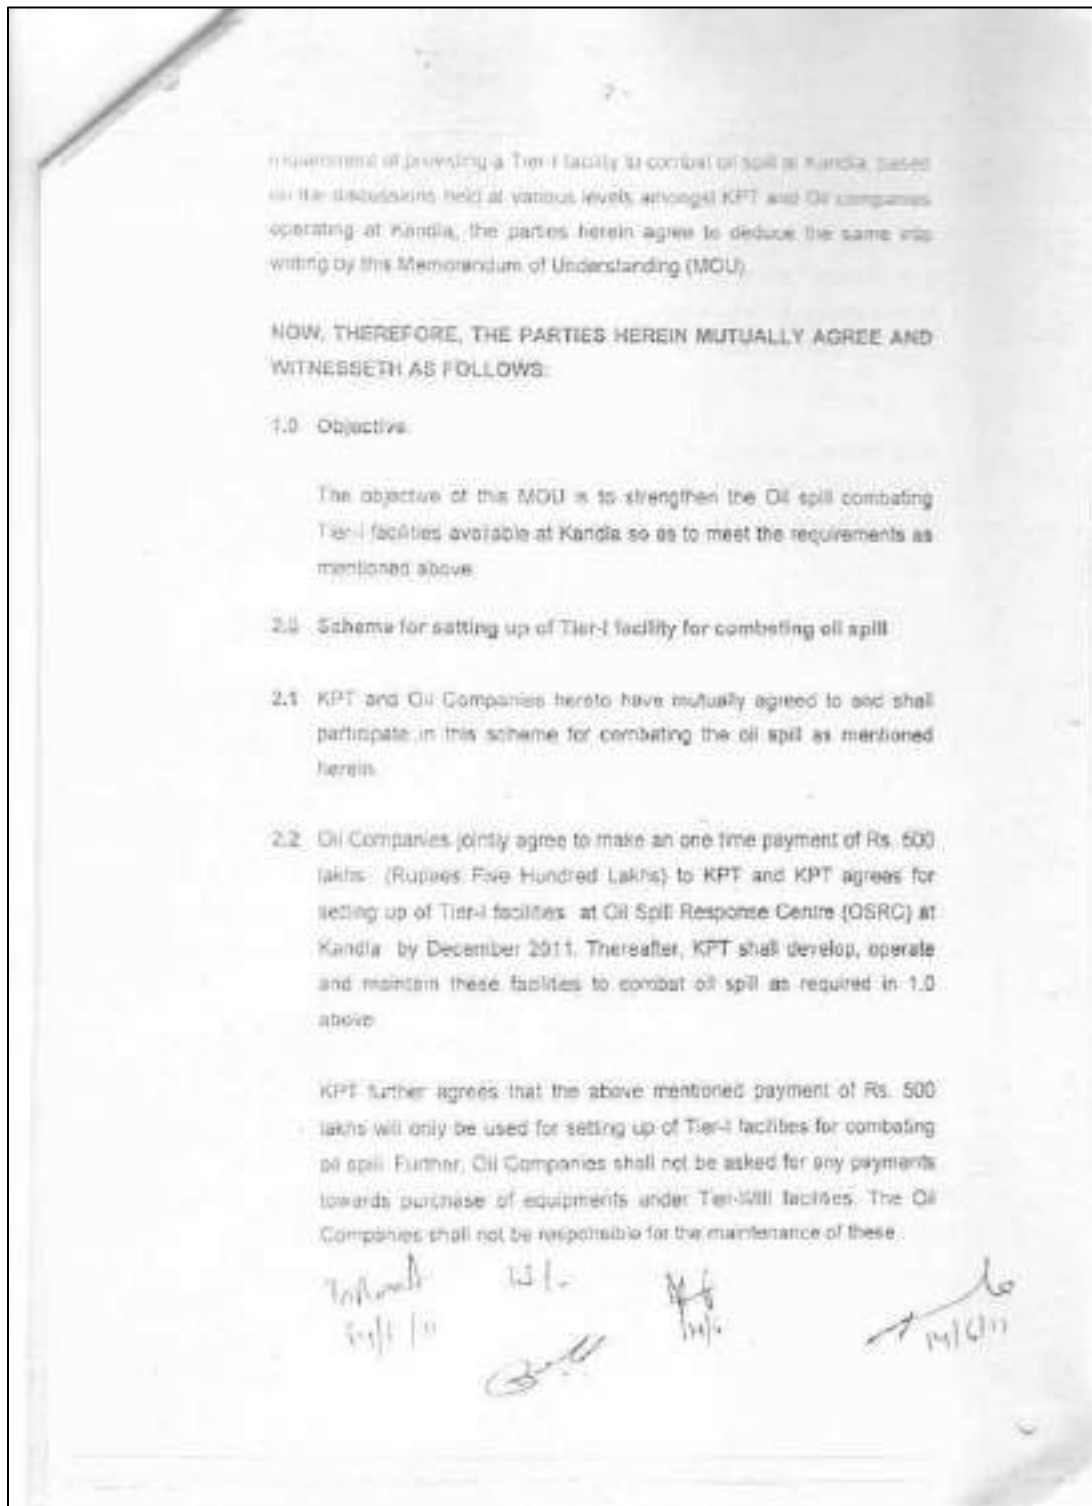 2-
requirement of providing a Tier-I facility to combat oil spill at Kandla, based
on the discussions held at various levels amongst KPT and Oil companies
operating at Kandla, the parties herein agree to deduce the same into
writing by this Memorandum of Understanding (MOU).
NOW, THEREFORE, THE PARTIES HEREIN MUTUALLY AGREE AND
WITNESSETH AS FOLLOWS:
1.0 Objective:
The objective of this MOU is to strengthen the Oil spill combating
Tier-I facilities available at Kandla so as to meet the requirements as
mentioned above.
2.0 Scheme for setting up of Tier-I facility for combating oil spill
2.1 KPT and Oil Companies hereto have mutually agreed to and shall
participate in this scheme for combating the oil spill as mentioned
herein.
2.2 Oil Companies jointly agree to make an one time payment of Rs. 500
lakhs (Rupees Five Hundred Lakhs) to KPT and KPT agrees for
setting up of Tier-I facilities at Oil Spill Response Centre (OSRC) at
Kandla by December 2011. Thereafter, KPT shall develop, operate
and maintain these facilities to combat oil spill as required in 1.0
above.
KPT further agrees that the above mentioned payment of Rs. 500
lakhs will only be used for setting up of Tier-I facilities for combating
oil spill. Further, Oil Companies shall not be asked for any payments
towards purchase of equipments under facilities. The Oil
Companies shall not be responsible for the maintenance of these
14/6/11